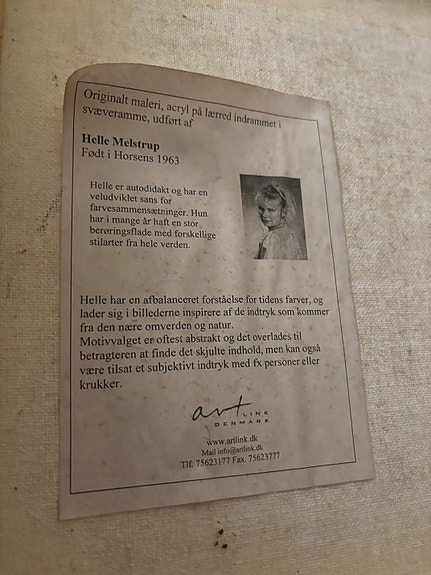 Originalt maleri, acryl på lærred indrammet i
svæveramme, udført af
Helle Melstrup
Født i Horsens 1963
Helle er autodidakt og har en
veludviklet sans for
farvesammensætninger. Hun
har i mange år haft en stor
berøringsflade med forskellige
stilarter fra hele verden.
Helle har en afbalanceret forståelse for tidens farver, og
lader sig i billederne inspirere af de indtryk som kommer
fra den nære omverden og natur.
Motivvalget er oftest abstrakt og det overlades til
betragteren at finde det skjulte indhold, men kan også
være tilsat et subjektivt indtryk med fx personer eller
krukker.
art LINK
DENMARK
www.artlink.dk
Mail info@artlink.dk
Tlf. 75623177 Fax. 75623777